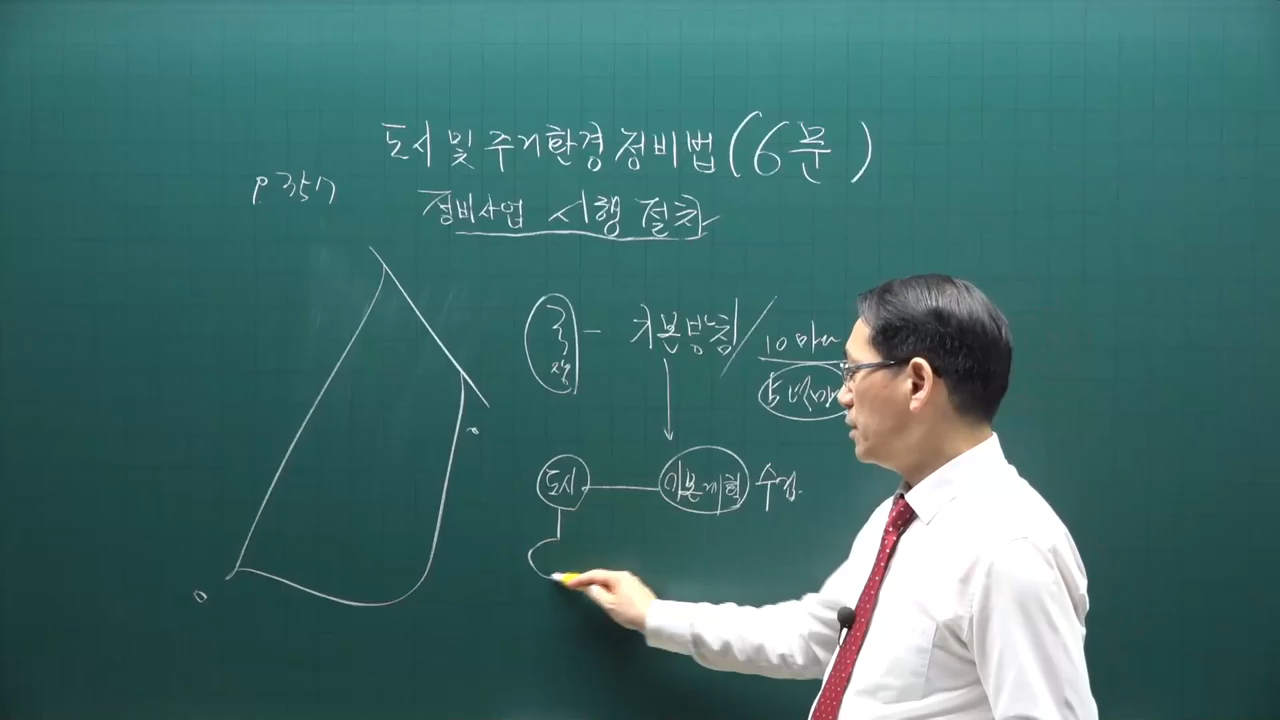 도시 및 주거환경정비법 (6문)
P. 357
정비사업 시행 절차
국장 - 기본방침 / 10마다
5년마
도시 - 기본계획 수립